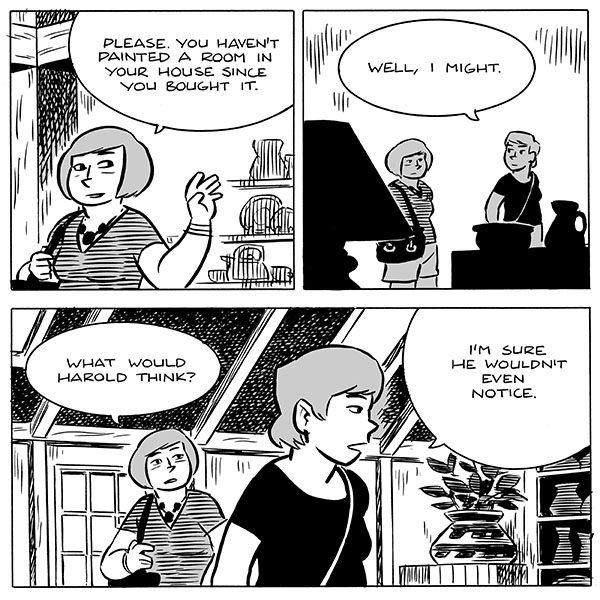 PLEASE. YOU HAVEN'T
PAINTED A ROOM IN
YOUR HOUSE SINCE
YOU BOUGHT IT.
WELL, I MIGHT.
WHAT WOULD
HAROLD THINK?
I'M SURE
HE WOULDN'T
EVEN
NOTICE.